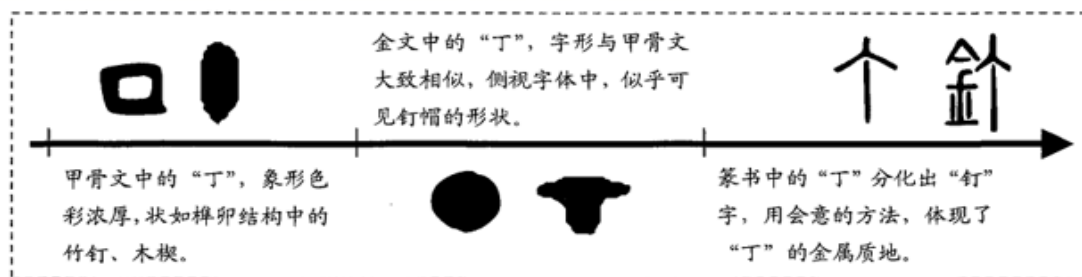 金文中的“丁”，字形与甲骨文
大致相似，侧视字体中，似乎可
见钉帽的形状。
甲骨文中的“丁”，象形色
彩浓厚，状如榫卯结构中的
竹钉、木楔。
篆书中的“丁”分化出“钉”
字，用会意的方法，体现了
“丁”的金属质地。